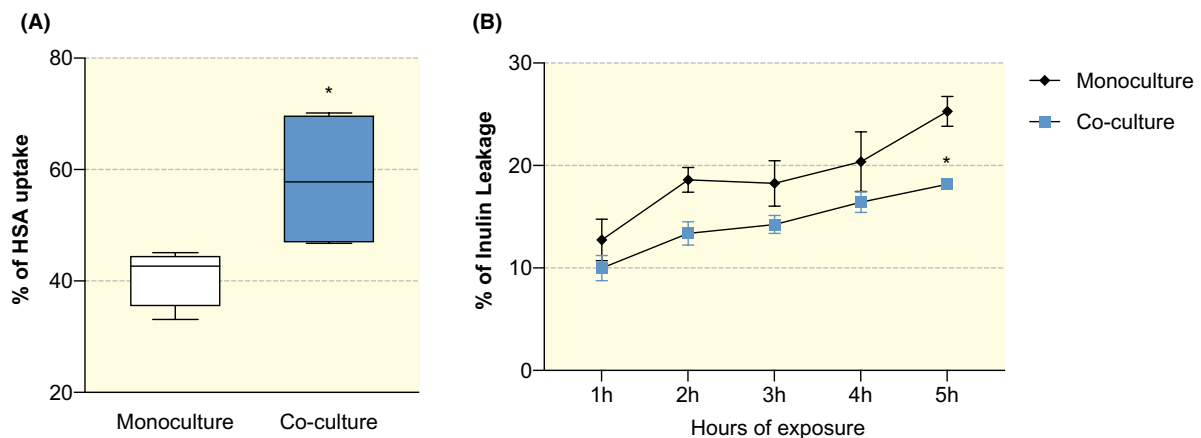 (A)
% of HSA uptake
80
60
40
20
*
Monoculture
Co-culture
(B)
% of Inulin Leakage
30
20
10
0
*
1h
2h
3h
4h
5h
Hours of exposure
Monoculture
Co-culture